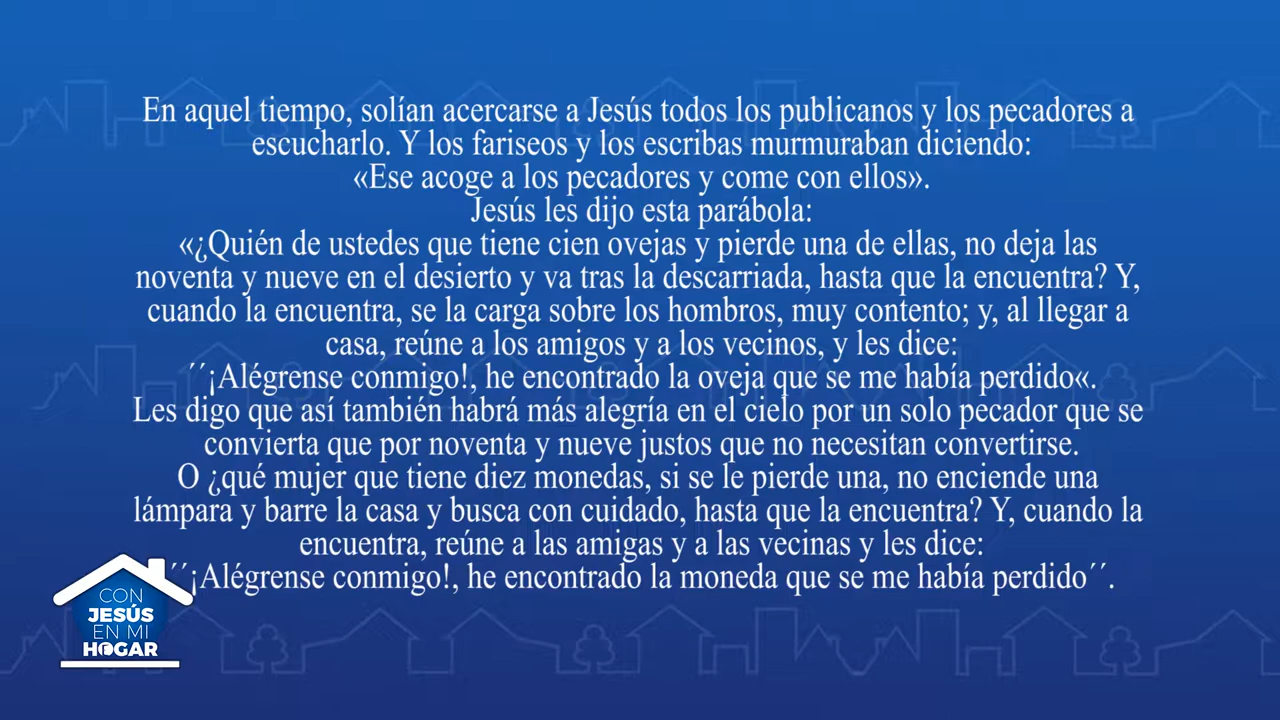 En aquel tiempo, solían acercarse a Jesús todos los publicanos y los pecadores a
escucharlo. Y los fariseos y los escribas murmuraban diciendo:
«Ese acoge a los pecadores y come con ellos».
Jesús les dijo esta parábola:
«¿Quién de ustedes que tiene cien ovejas y pierde una de ellas, no deja las
noventa y nueve en el desierto y va tras la descarriada, hasta que la encuentra? Y,
cuando la encuentra, se la carga sobre los hombros, muy contento; y, al llegar a
casa, reúne a los amigos y a los vecinos, y les dice:
´´¡Alégrense conmigo!, he encontrado la oveja que se me había perdido«.
Les digo que así también habrá más alegría en el cielo por un solo pecador que se
convierta que por noventa y nueve justos que no necesitan convertirse.
O ¿qué mujer que tiene diez monedas, si se le pierde una, no enciende una
lámpara y barre la casa y busca con cuidado, hasta que la encuentra? Y, cuando la
encuentra, reúne a las amigas y a las vecinas y les dice:
´´¡Alégrense conmigo!, he encontrado la moneda que se me había perdido´´.
CON
JESÚS
EN MI
HOGAR